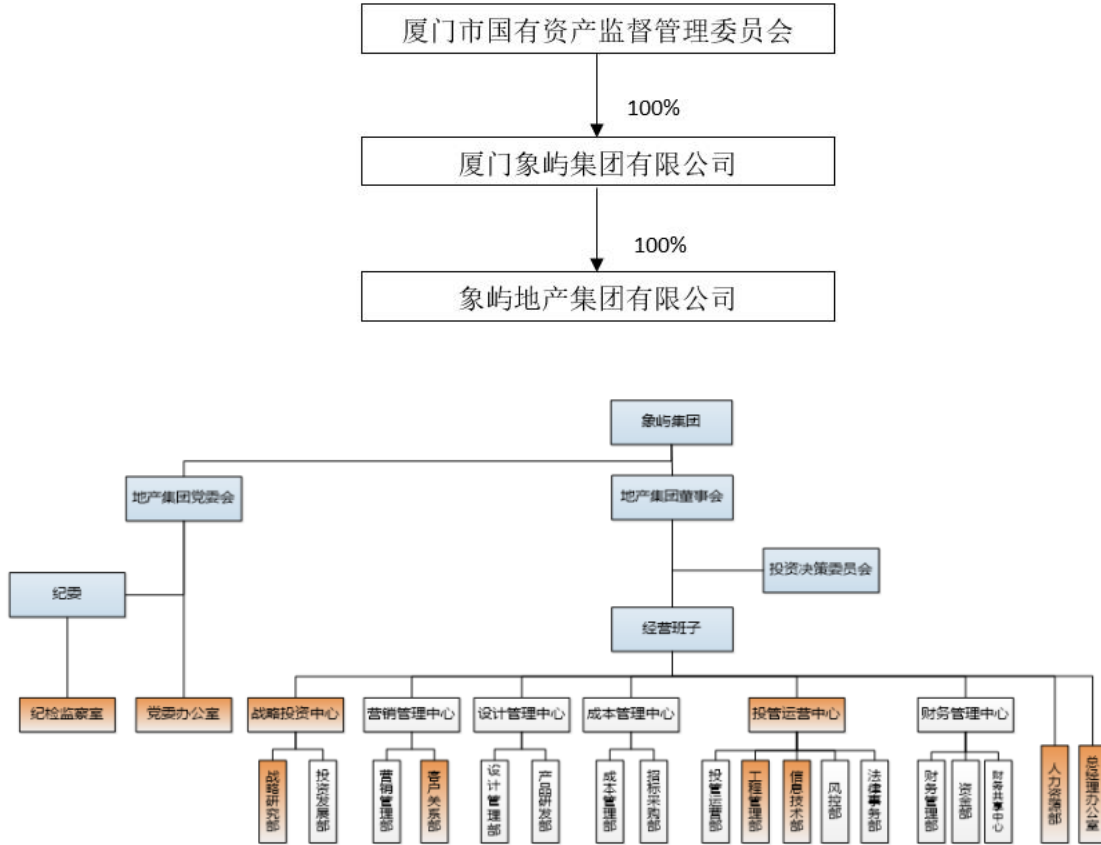 厦门市国有资产监督管理委员会
100%
厦门象屿集团有限公司
100%
象屿地产集团有限公司
象屿集团
地产集团党委会
地产集团董事会
投资决策委员会
纪委
经营班子
纪检监察室
党委办公室
战略投资中心
营销管理中心
设计管理中心
成本管理中心
投管运营中心
财务管理中心
战略研究部
投资发展部
营销管理部
客户关系部
设计管理部
产品研发部
成本管理部
招标采购部
投管运营部
工程管理部
信息技术部
风控部
法律事务部
财务管理部
资金部
财务共享中心
人力资源部
总经理办公室